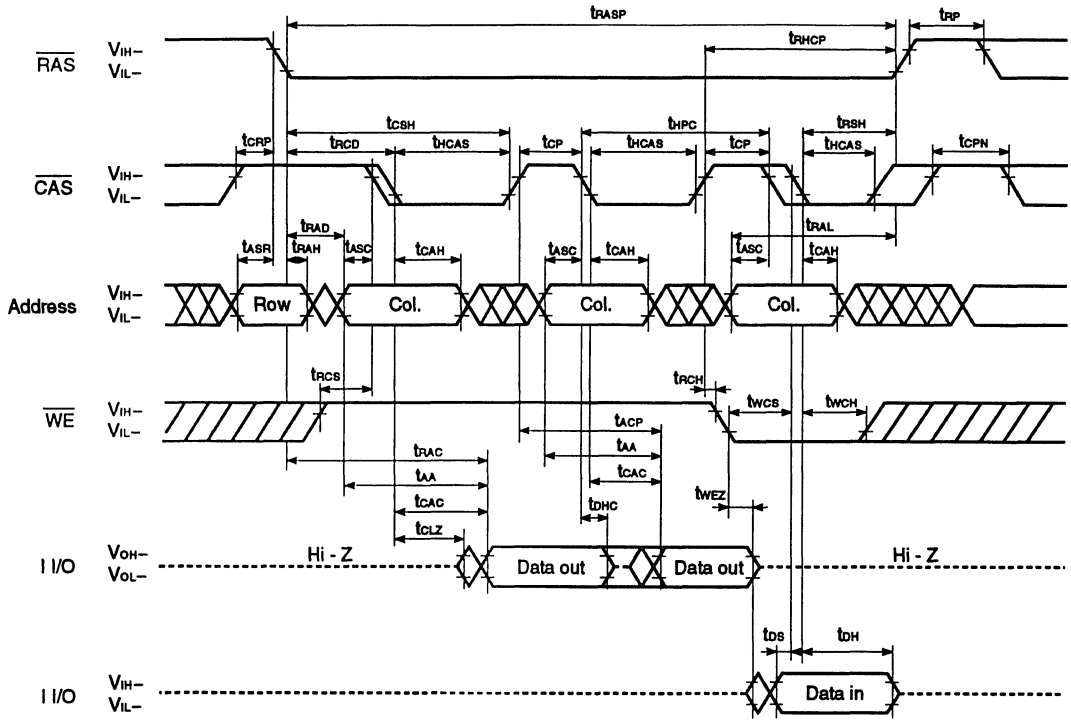 tRASP
tRP
tRHCP
RAS
VIH–
VIL–
tCSH
tHPC
tRSH
tCRP
tRCD
tHCAS
tCP
tHCAS
tCP
tHCAS
tCPN
CAS
VIH–
VIL–
tRAD
tRAL
tASR
tRAH
tASC
tCAH
tASC
tCAH
tASC
tCAH
Address
VIH–
VIL–
Row
Col.
Col.
Col.
tRCS
tRCH
WE
VIH–
VIL–
tWCS
tWCH
tACP
tRAC
tAA
tAA
tCAC
tCAC
tWEZ
tDHC
tCLZ
I I/O
VOH–
VOL–
Hi - Z
Data out
Data out
Hi - Z
tDS
tDH
I I/O
VIH–
VIL–
Data in